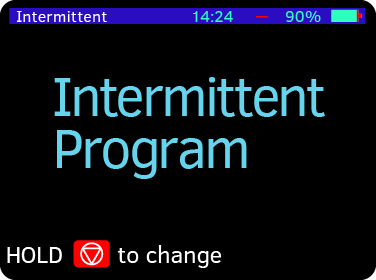 Intermittent 14:24 — 90%
Intermittent
Program
HOLD to change